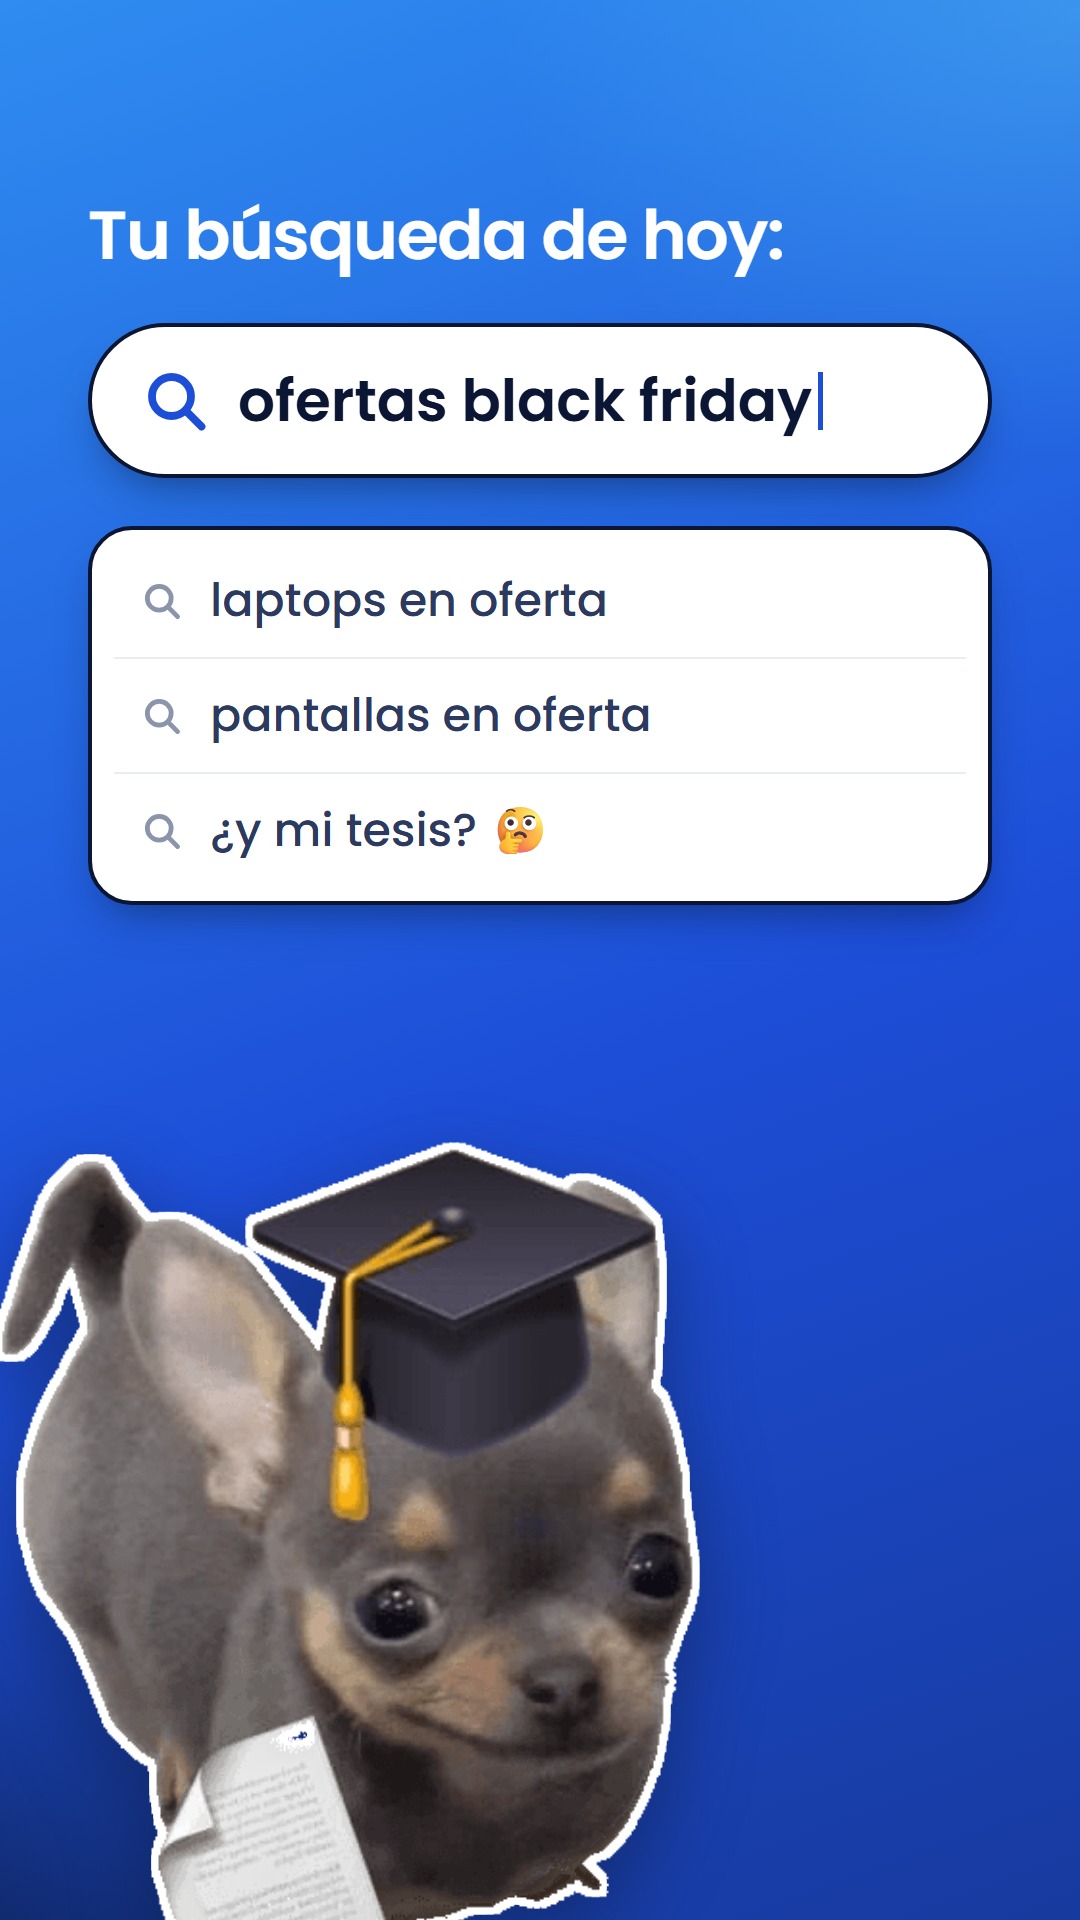 Tu búsqueda de hoy:
ofertas black friday
laptops en oferta
pantallas en oferta
¿y mi tesis? 🤔